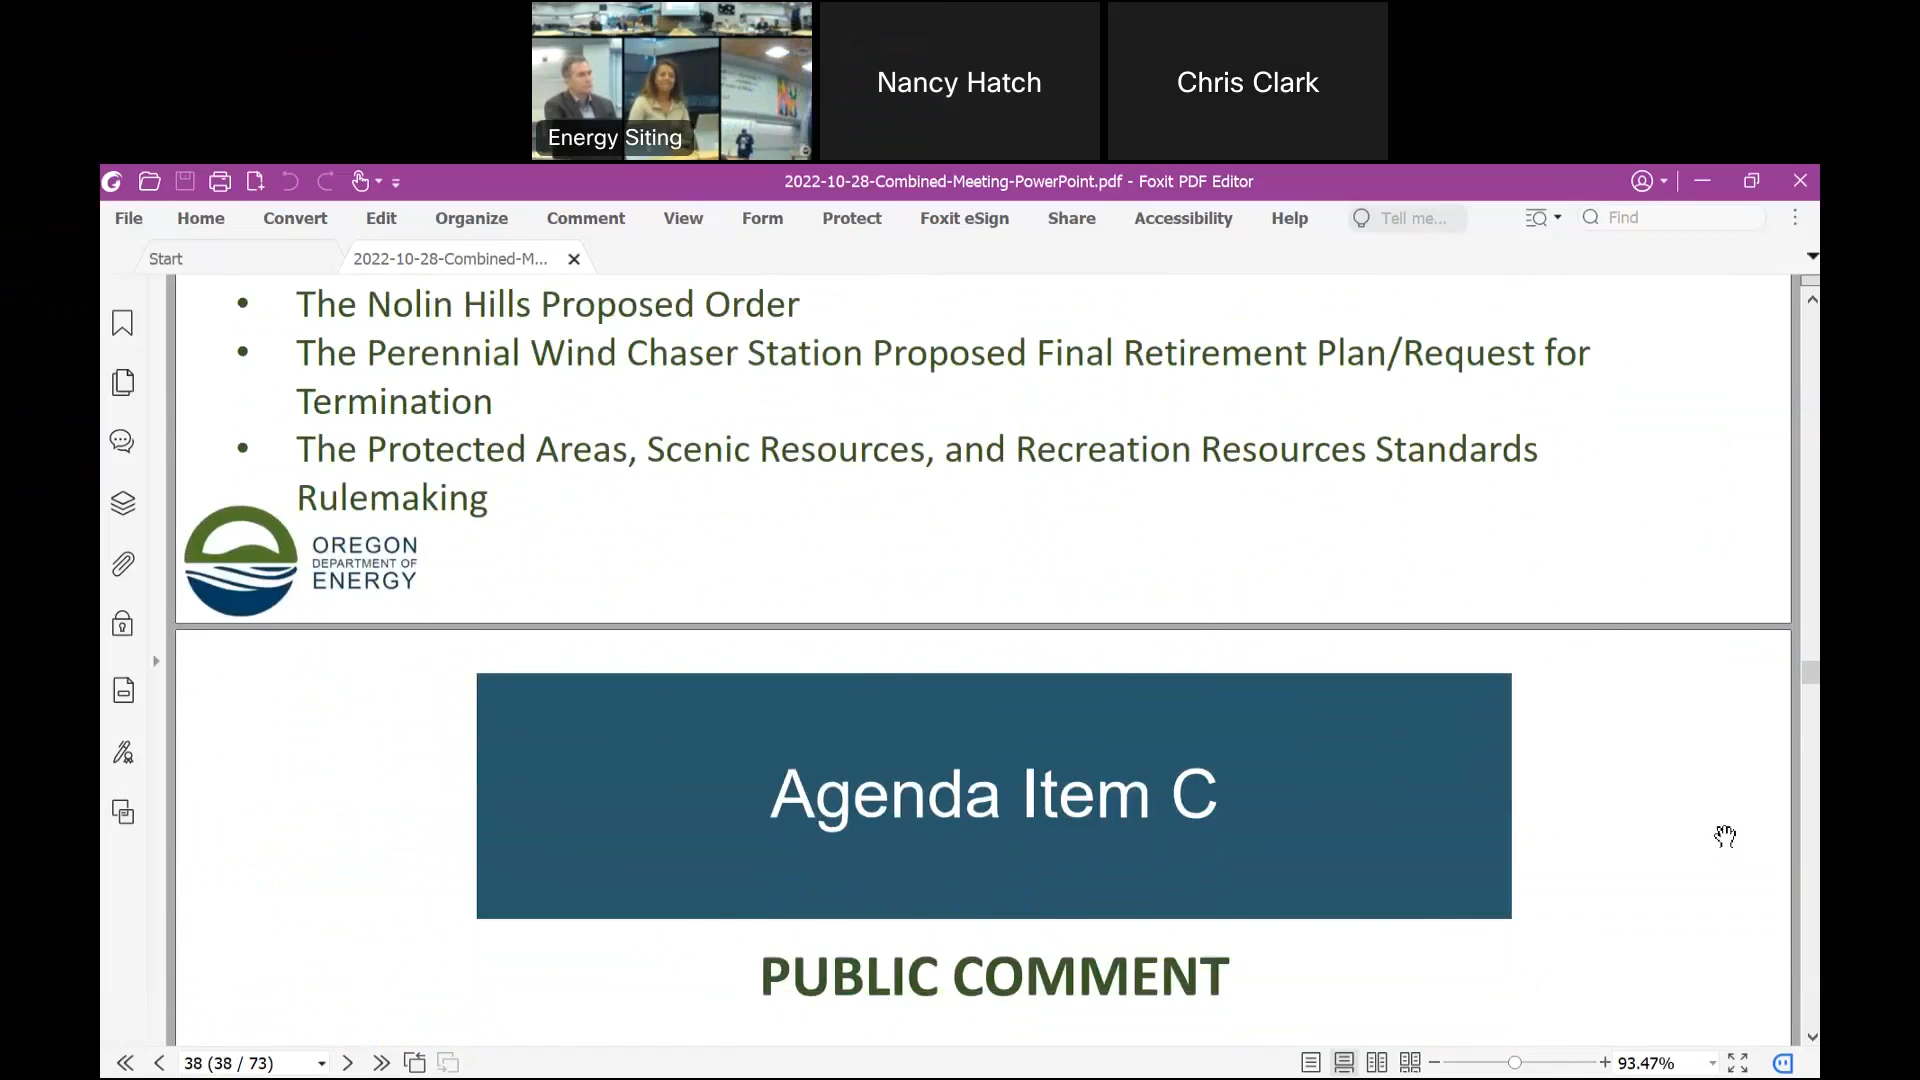 Energy Siting
Nancy Hatch
Chris Clark
2022-10-28-Combined-Meeting-PowerPoint.pdf - Foxit PDF Editor
File Home Convert Edit Organize Comment View Form Protect Foxit eSign Share Accessibility Help Tell me... Find
Start 2022-10-28-Combined-M...
• The Nolin Hills Proposed Order
• The Perennial Wind Chaser Station Proposed Final Retirement Plan/Request for
Termination
• The Protected Areas, Scenic Resources, and Recreation Resources Standards
Rulemaking
OREGON
DEPARTMENT OF
ENERGY
Agenda Item C
PUBLIC COMMENT
38 (38 / 73) 93.47%